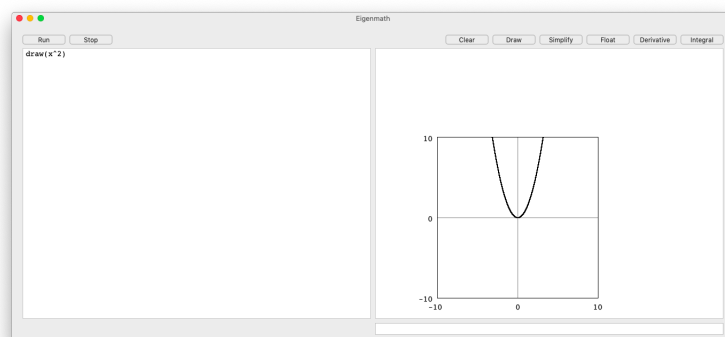 Eigenmath
Run Stop Clear Draw Simplify Float Derivative Integral
draw(x^2)
10
0
-10
-10 0 10